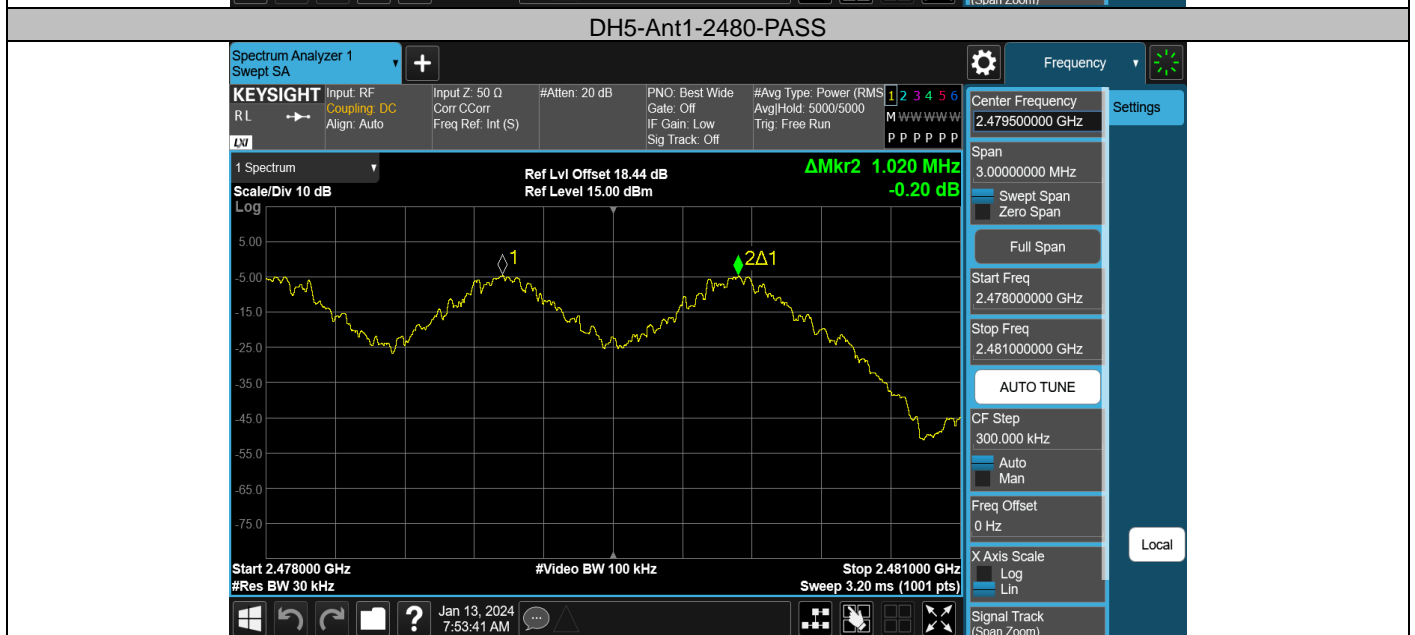 (Span Zoom)
DH5-Ant1-2480-PASS
Spectrum Analyzer 1
Swept SA
Frequency
KEYSIGHT
R L
LXI
Input: RF
Coupling: DC
Align: Auto
Input Z: 50 Ω
Corr CCorr
Freq Ref: Int (S)
#Atten: 20 dB
PNO: Best Wide
Gate: Off
IF Gain: Low
Sig Track: Off
#Avg Type: Power (RMS
Avg|Hold: 5000/5000
Trig: Free Run
1 2 3 4 5 6
M W W W W W
P P P P P P
1 Spectrum
Scale/Div 10 dB
Log
Ref Lvl Offset 18.44 dB
Ref Level 15.00 dBm
ΔMkr2 1.020 MHz
-0.20 dB
1
2Δ1
5.00
-5.00
-15.0
-25.0
-35.0
-45.0
-55.0
-65.0
-75.0
Start 2.478000 GHz
#Res BW 30 kHz
#Video BW 100 kHz
Stop 2.481000 GHz
Sweep 3.20 ms (1001 pts)
Center Frequency
2.479500000 GHz
Settings
Span
3.00000000 MHz
Swept Span
Zero Span
Full Span
Start Freq
2.478000000 GHz
Stop Freq
2.481000000 GHz
AUTO TUNE
CF Step
300.000 kHz
Auto
Man
Freq Offset
0 Hz
X Axis Scale
Log
Lin
Local
Signal Track
(Span Zoom)
?
Jan 13, 2024
7:53:41 AM